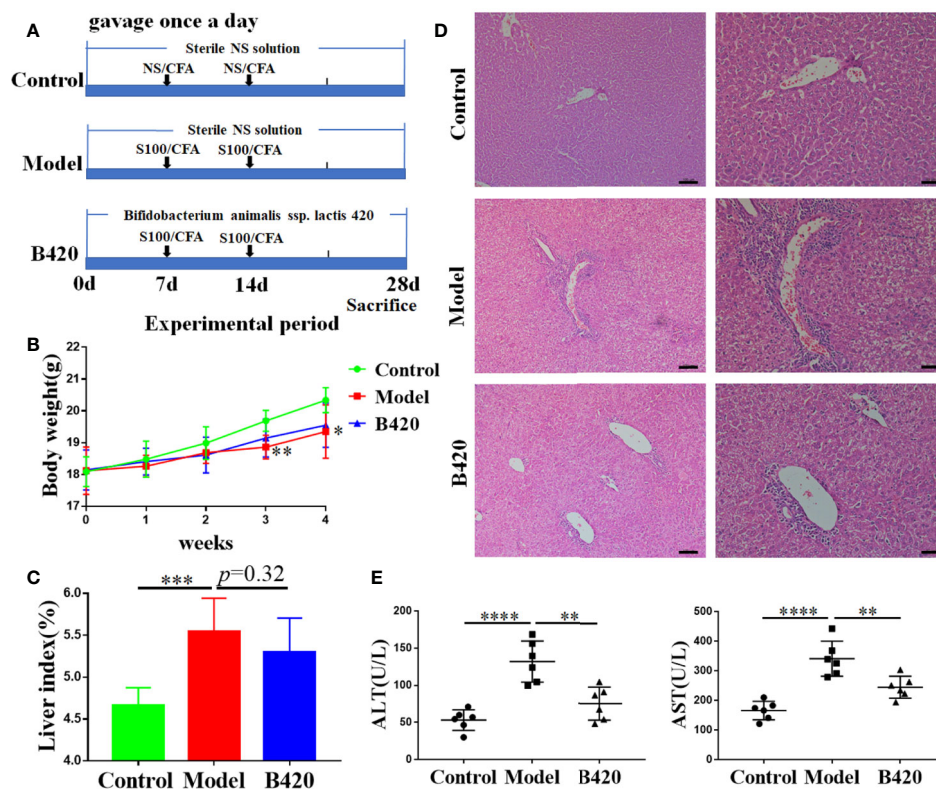 A
gavage once a day
Sterile NS solution
NS/CFA NS/CFA
Control
Sterile NS solution
S100/CFA S100/CFA
Model
Bifidobacterium animalis ssp. lactis 420
S100/CFA S100/CFA
B420
0d 7d 14d 28d
Sacrifice
Experimental period
B
Body weight(g)
21
20
19
18
17
0 1 2 3 4
weeks
Control
Model
B420
**
*
C
Liver index(%)
6.0
5.5
5.0
4.5
4.0
*** p=0.32
Control Model B420
D
Control
Model
B420
E
ALT(U/L)
200
150
100
50
0
**** **
Control Model B420
AST(U/L)
500
400
300
200
100
0
**** **
Control Model B420